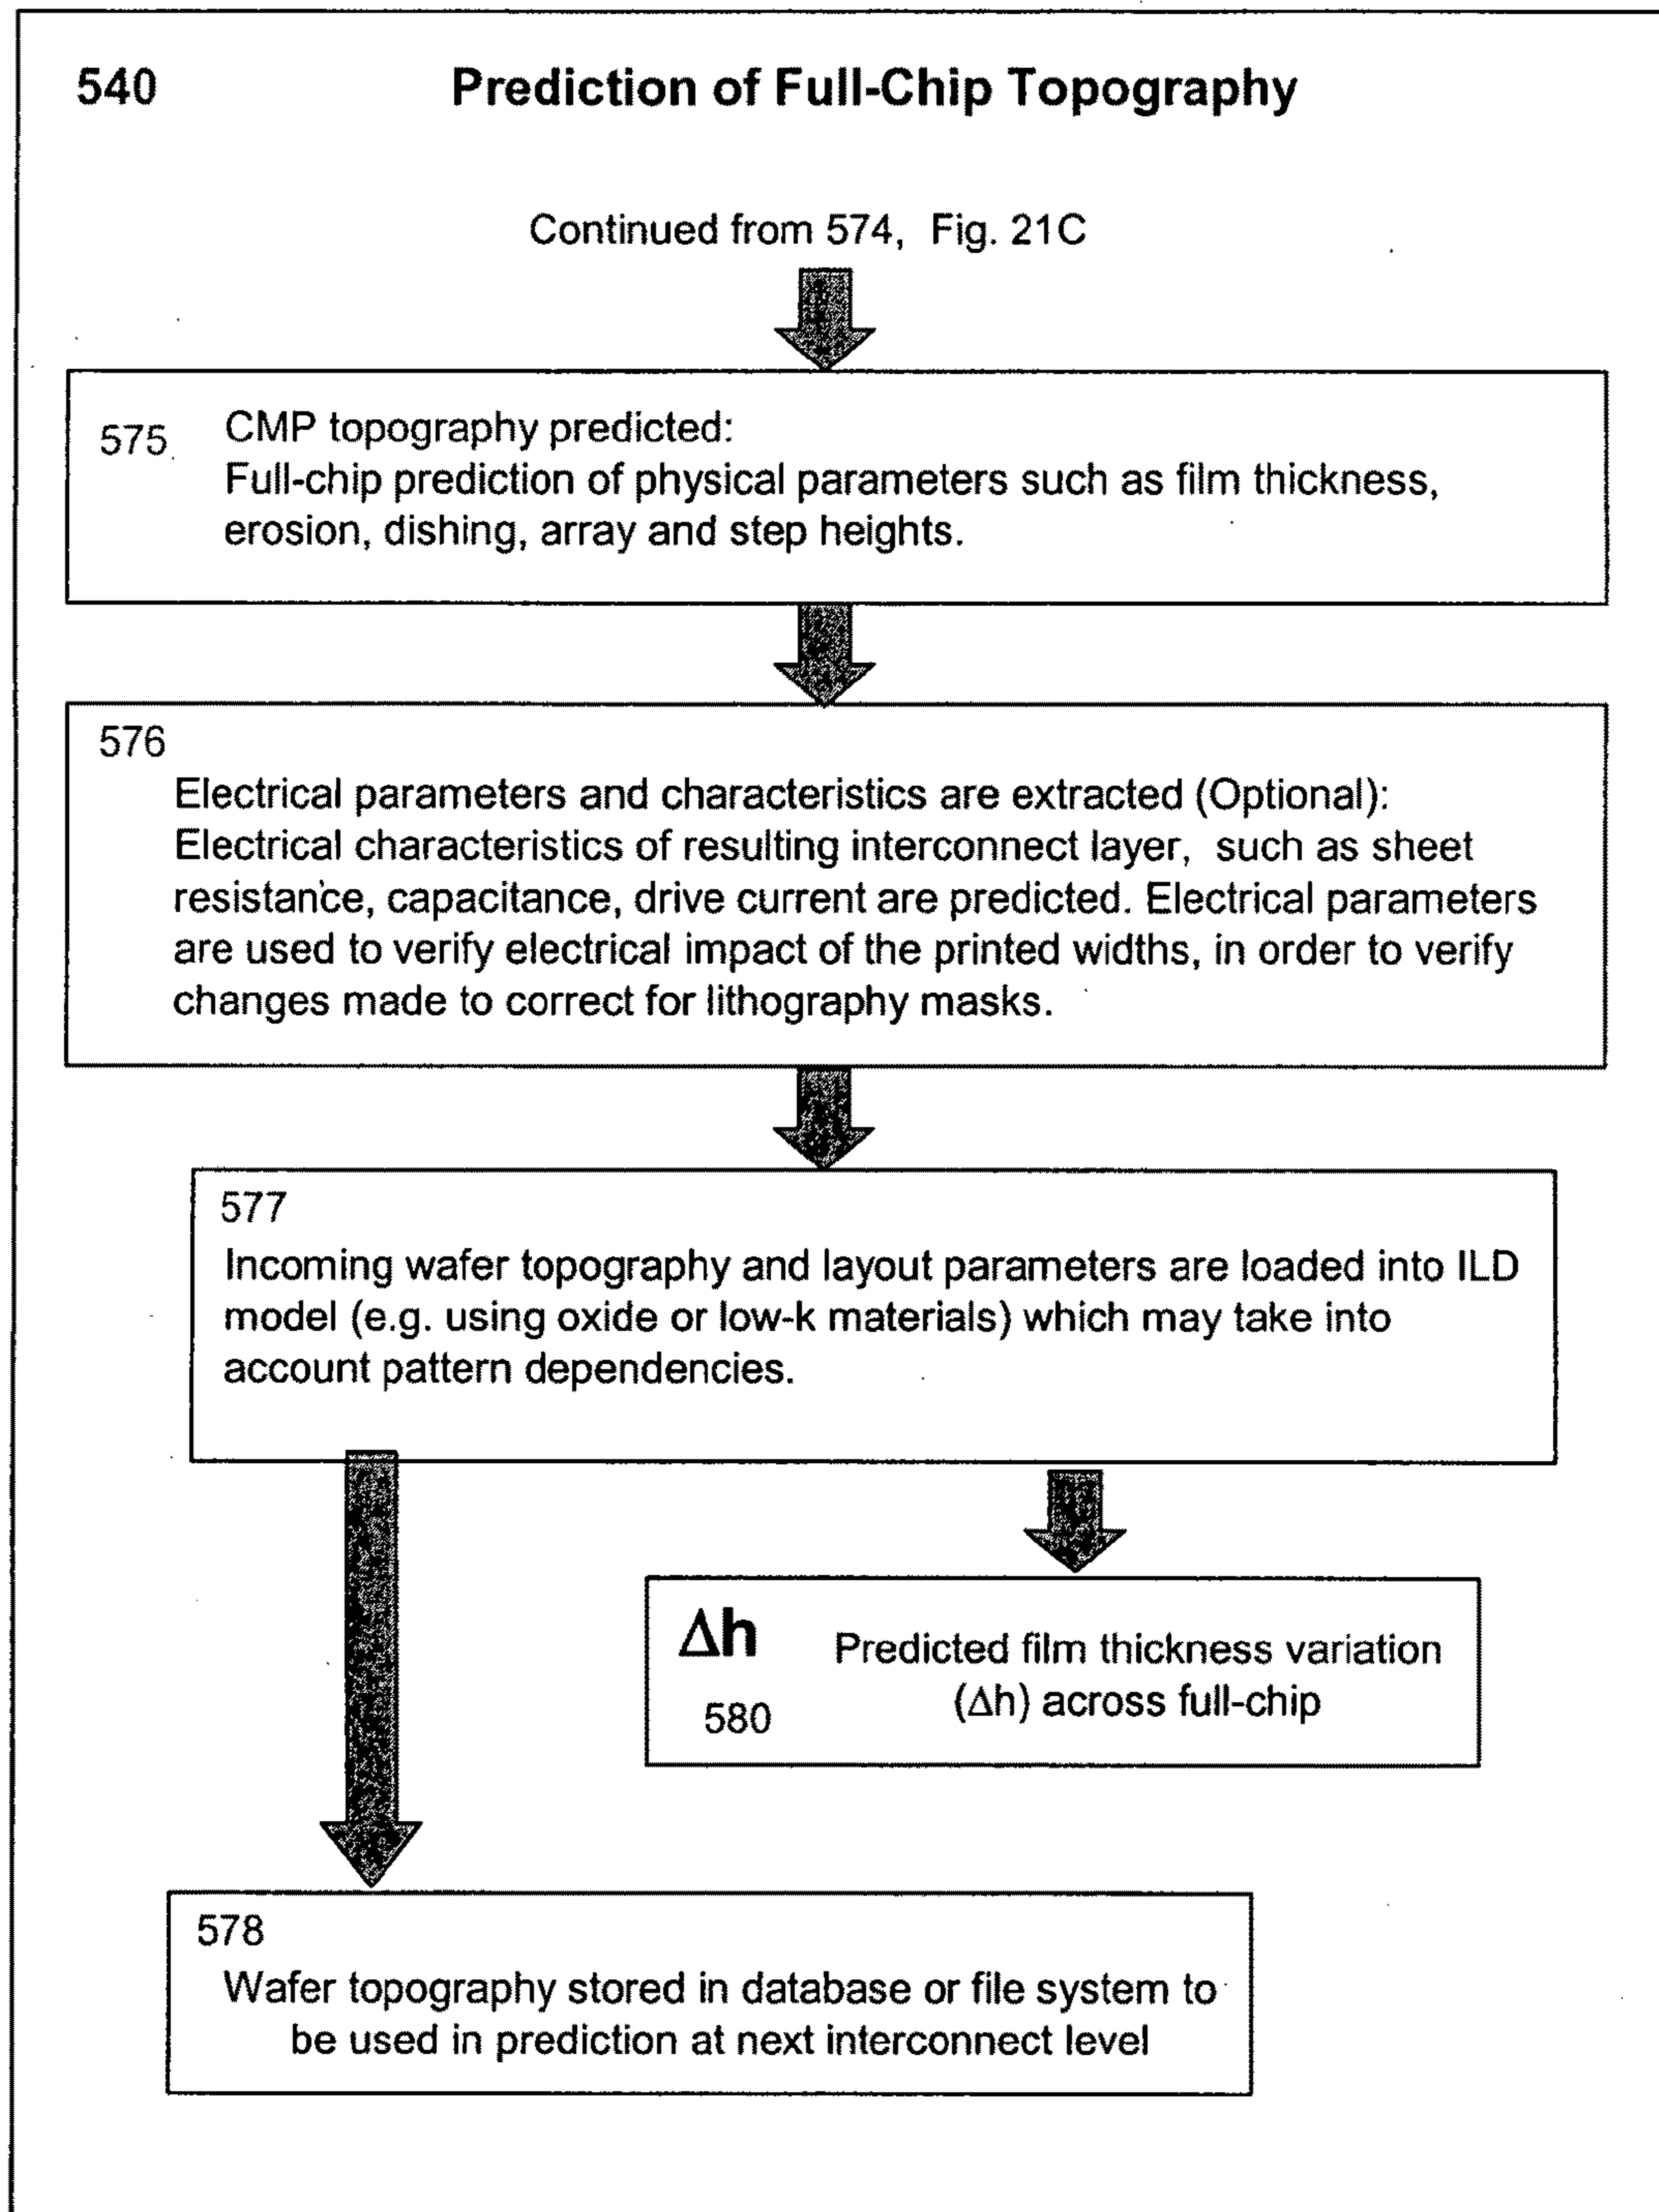 540 Prediction of Full-Chip Topography
Continued from 574, Fig. 21C
575 CMP topography predicted:
Full-chip prediction of physical parameters such as film thickness,
erosion, dishing, array and step heights.
576
Electrical parameters and characteristics are extracted (Optional):
Electrical characteristics of resulting interconnect layer, such as sheet
resistance, capacitance, drive current are predicted. Electrical parameters
are used to verify electrical impact of the printed widths, in order to verify
changes made to correct for lithography masks.
577
Incoming wafer topography and layout parameters are loaded into ILD
model (e.g. using oxide or low-k materials) which may take into
account pattern dependencies.
Δh Predicted film thickness variation
580 (Δh) across full-chip
578
Wafer topography stored in database or file system to
be used in prediction at next interconnect level